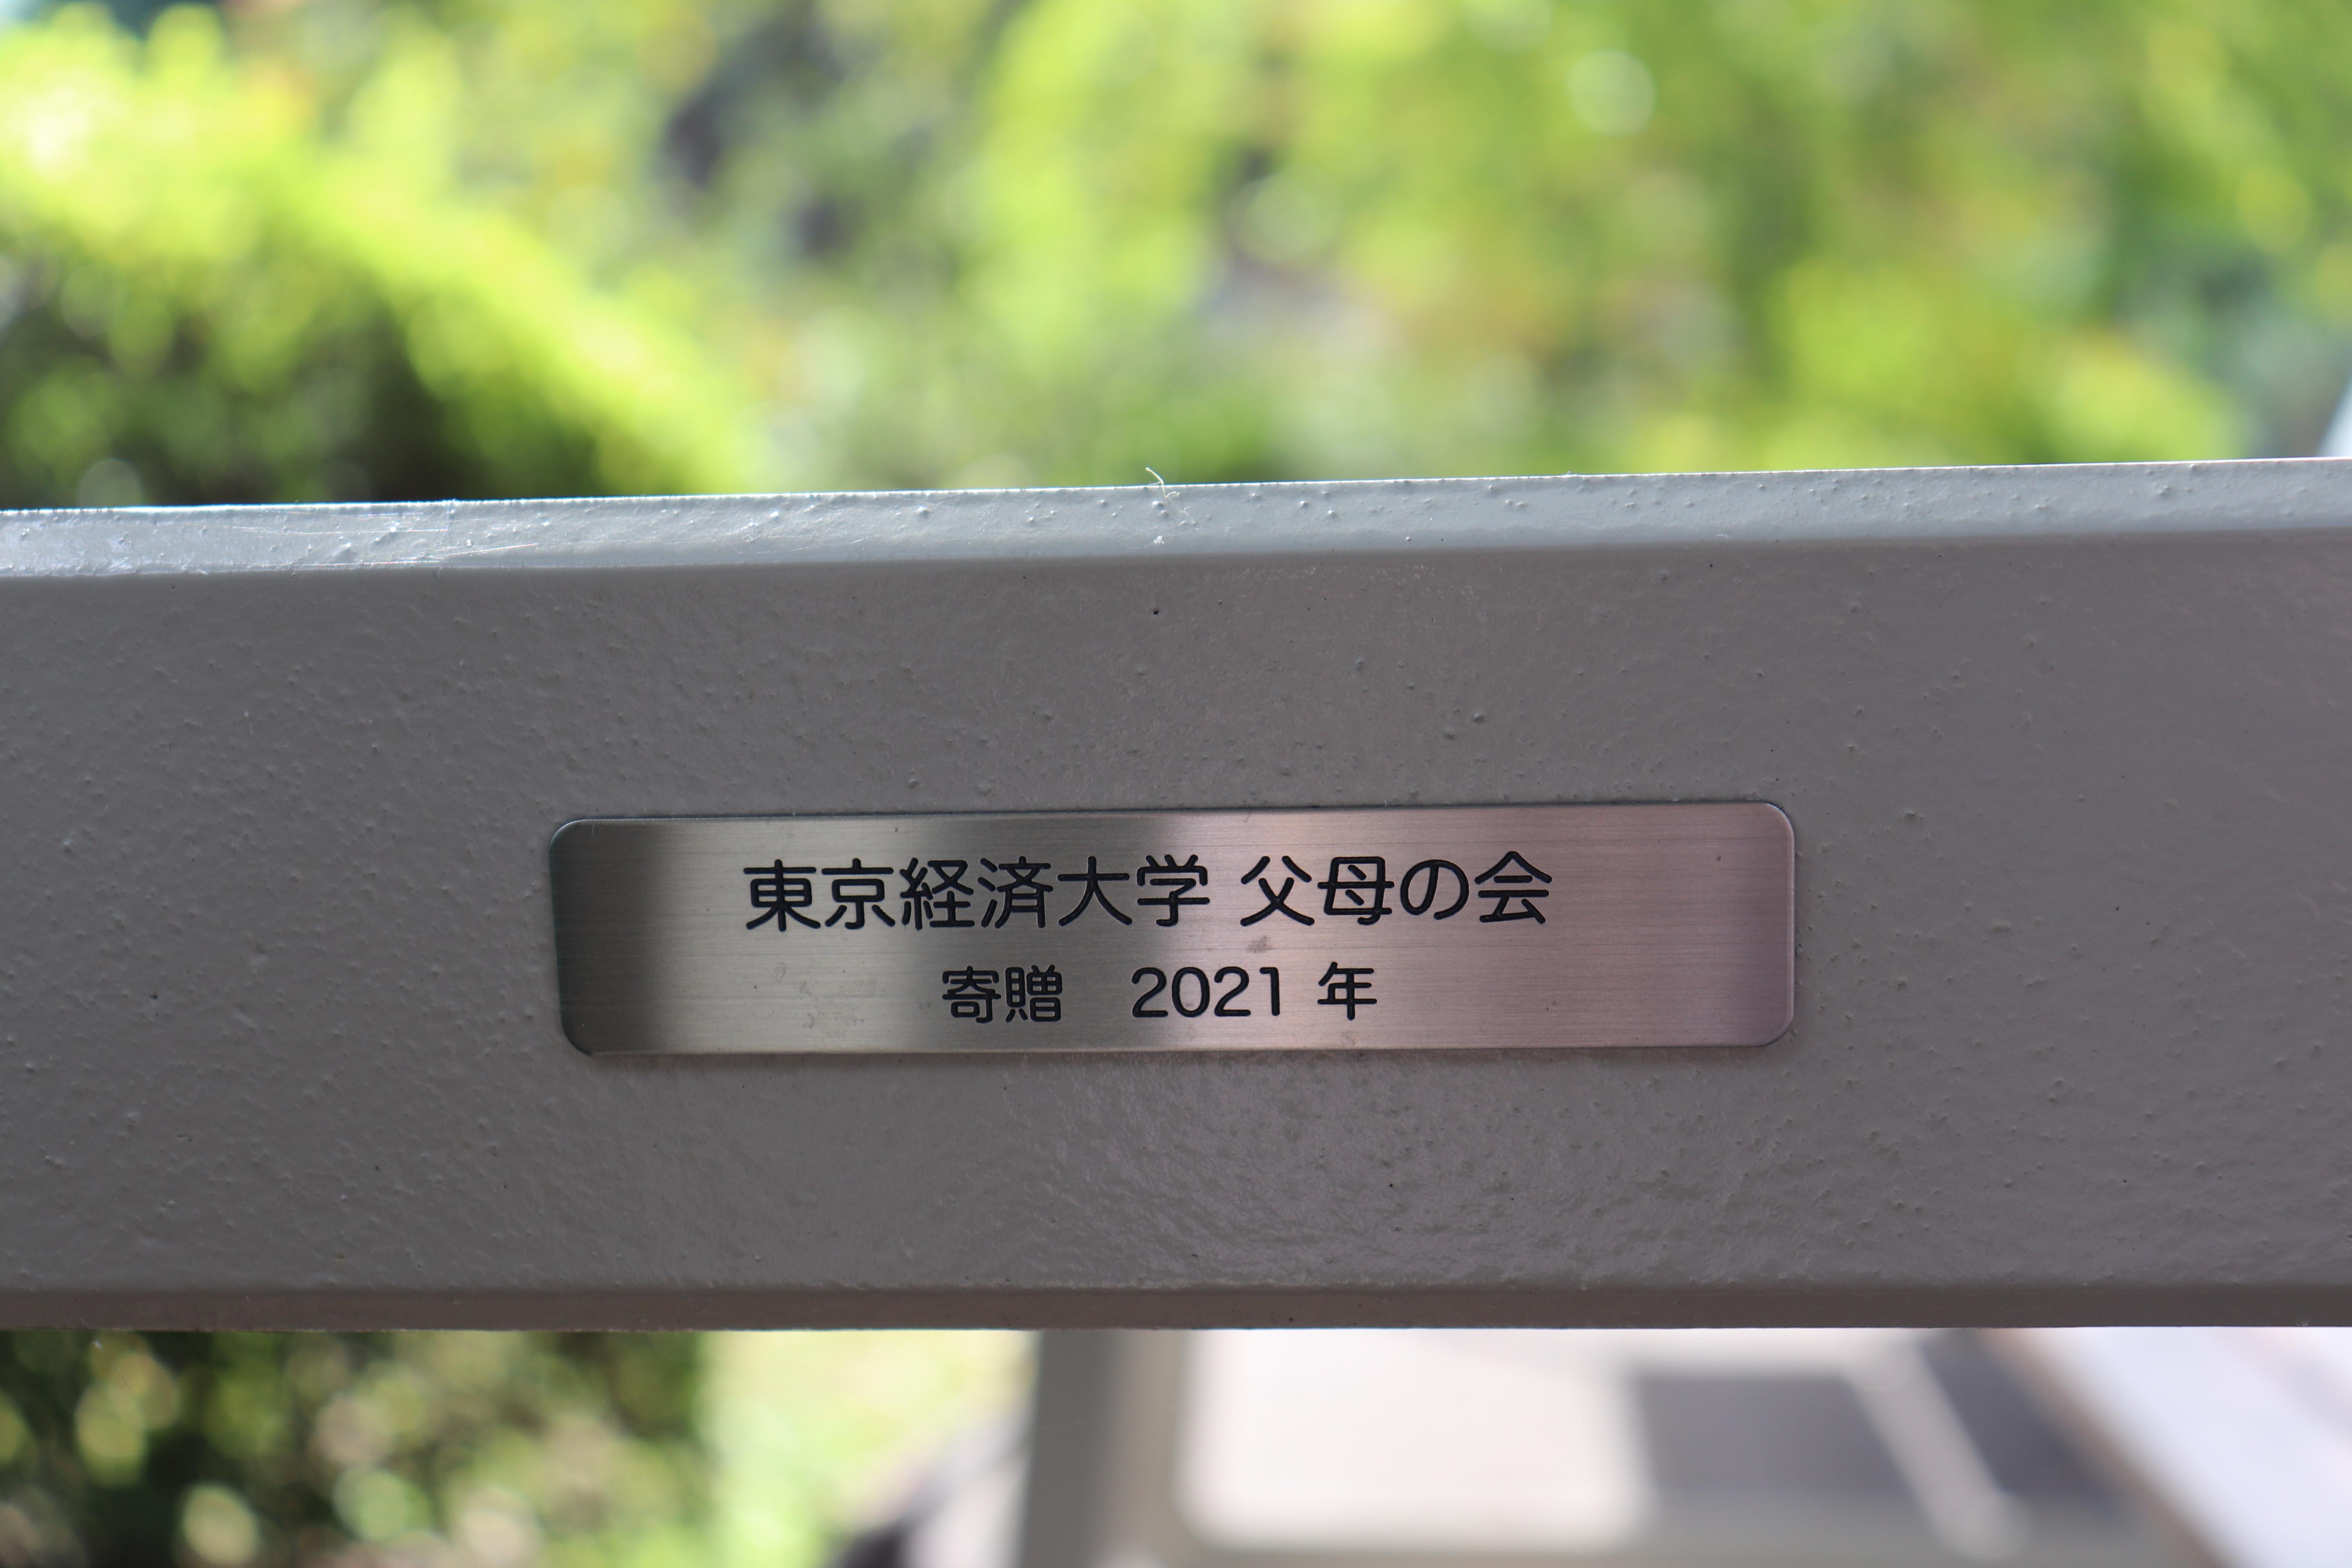 東京経済大学 父母の会
寄贈　2021 年